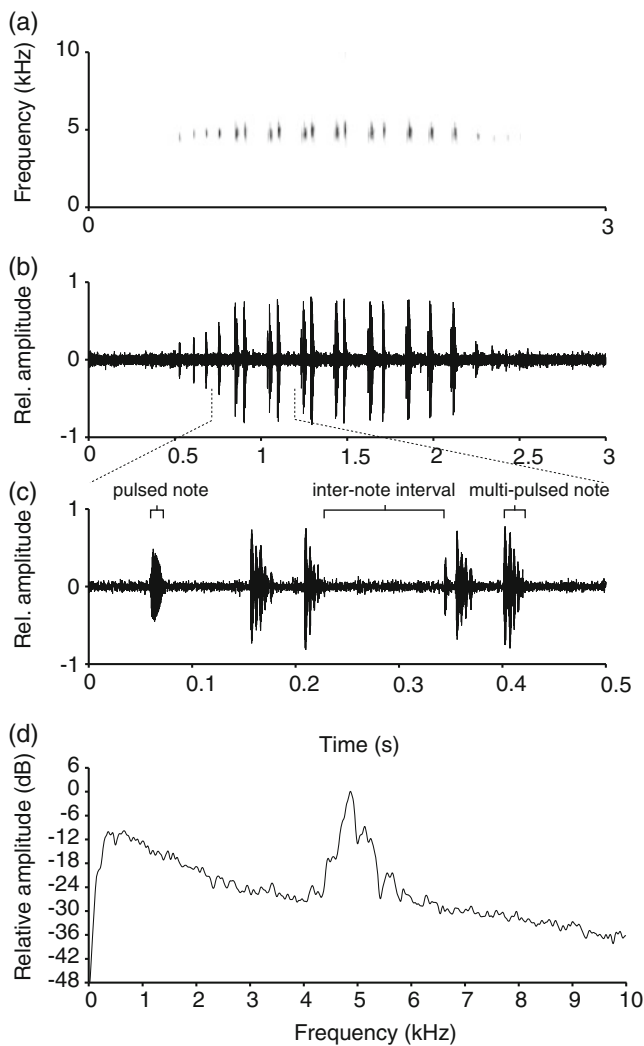 (a)
Frequency (kHz)
10
5
0
0 3
(b)
Rel. amplitude
1
0
-1
0 0.5 1 1.5 2 2.5 3
(c)
pulsed note inter-note interval multi-pulsed note
Rel. amplitude
1
0
-1
0 0.1 0.2 0.3 0.4 0.5
Time (s)
(d)
Relative amplitude (dB)
6
0
-6
-12
-18
-24
-30
-36
-42
-48
0 1 2 3 4 5 6 7 8 9 10
Frequency (kHz)